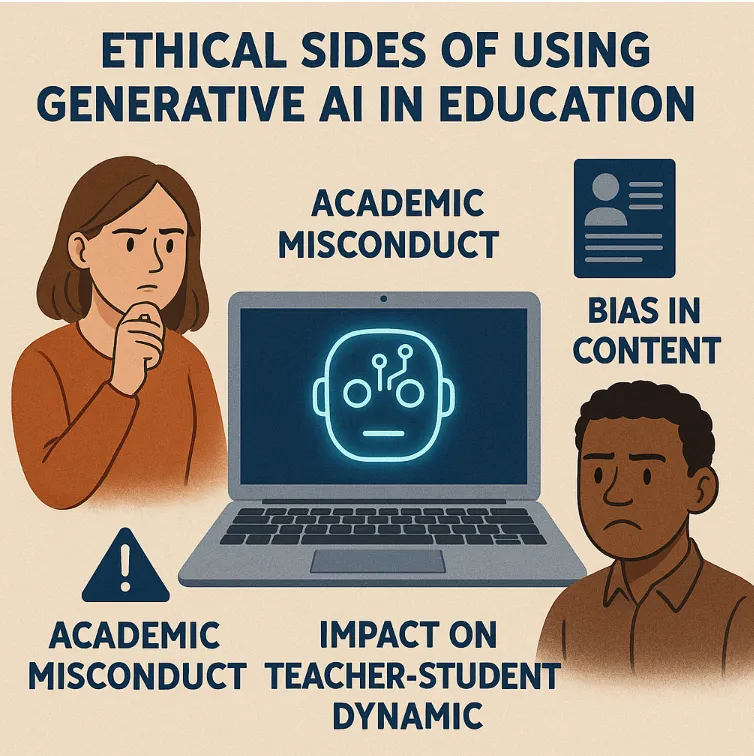 ETHICAL SIDES OF USING
GENERATIVE AI IN EDUCATION
ACADEMIC
MISCONDUCT
BIAS IN
CONTENT
ACADEMIC
MISCONDUCT
IMPACT ON
TEACHER-STUDENT
DYNAMIC